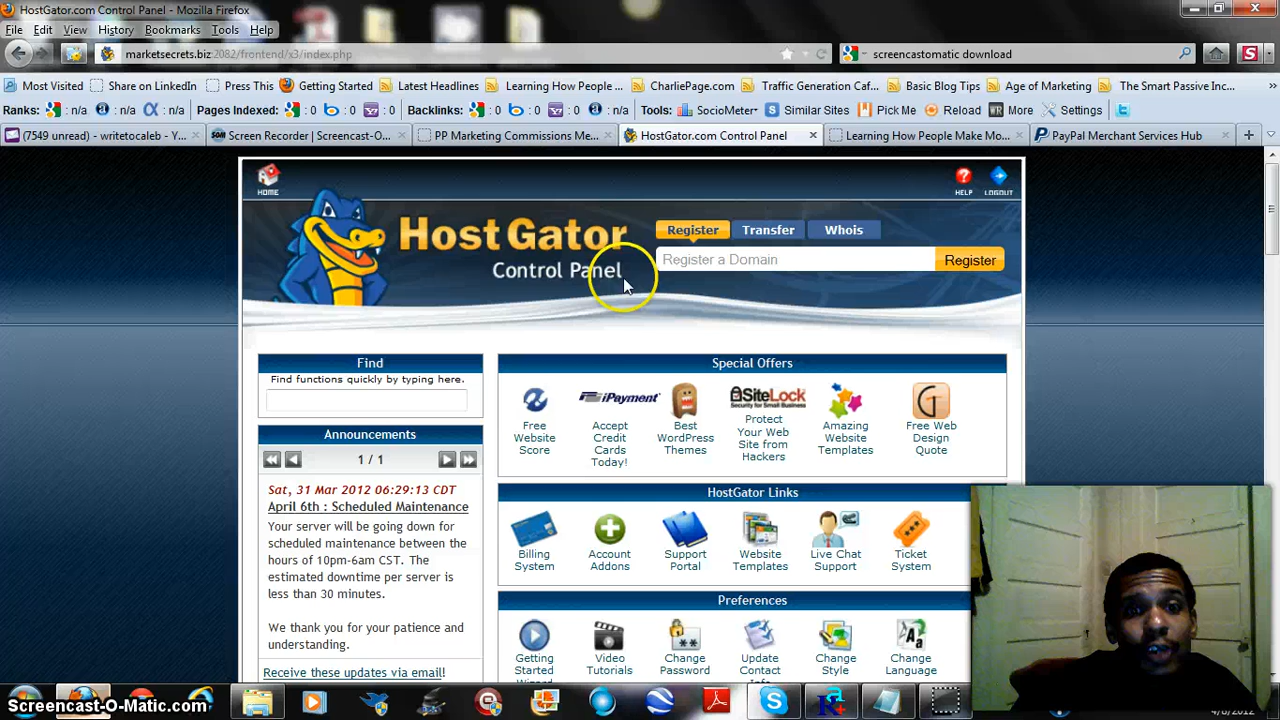 HostGator.com Control Panel - Mozilla Firefox
File Edit View History Bookmarks Tools Help
marketsecrets.biz:2082/frontend/x3/index.php
screencastomatic download
Most Visited Share on LinkedIn Press This Getting Started Latest Headlines Learning How People ... CharliePage.com Traffic Generation Caf... Basic Blog Tips Age of Marketing The Smart Passive Inc...
Ranks: : n/a : n/a : n/a Pages Indexed: : 0 : 0 : 0 Backlinks: : 0 : 0 : n/a Tools: SocioMeter Similar Sites Pick Me Reload More Settings
(7549 unread) - writetocaleb - Y... Screen Recorder | Screencast-O... PP Marketing Commissions Me... HostGator.com Control Panel Learning How People Make Mo... PayPal Merchant Services Hub
HOME
HELP LOGOUT
HostGator
Control Panel
Register Transfer Whois
Register a Domain Register
Find
Find functions quickly by typing here.
Announcements
1 / 1
Sat, 31 Mar 2012 06:29:13 CDT
April 6th : Scheduled Maintenance
Your server will be going down for
scheduled maintenance between the
hours of 10pm-6am CST. The
estimated downtime per server is
less than 30 minutes.
We thank you for your patience and
understanding.
Receive these updates via email!
Special Offers
iPayment SiteLock
Security for Small Business
Free
Website
Score
Accept
Credit
Cards
Today!
Best
WordPress
Themes
Protect
Your Web
Site from
Hackers
Amazing
Website
Templates
Free Web
Design
Quote
HostGator Links
Billing
System
Account
Addons
Support
Portal
Website
Templates
Live Chat
Support
Ticket
System
Preferences
Getting
Started
Wizard
Video
Tutorials
Change
Password
Update
Contact
Info
Change
Style
Change
Language
Screencast-O-Matic.com
4/8/2012